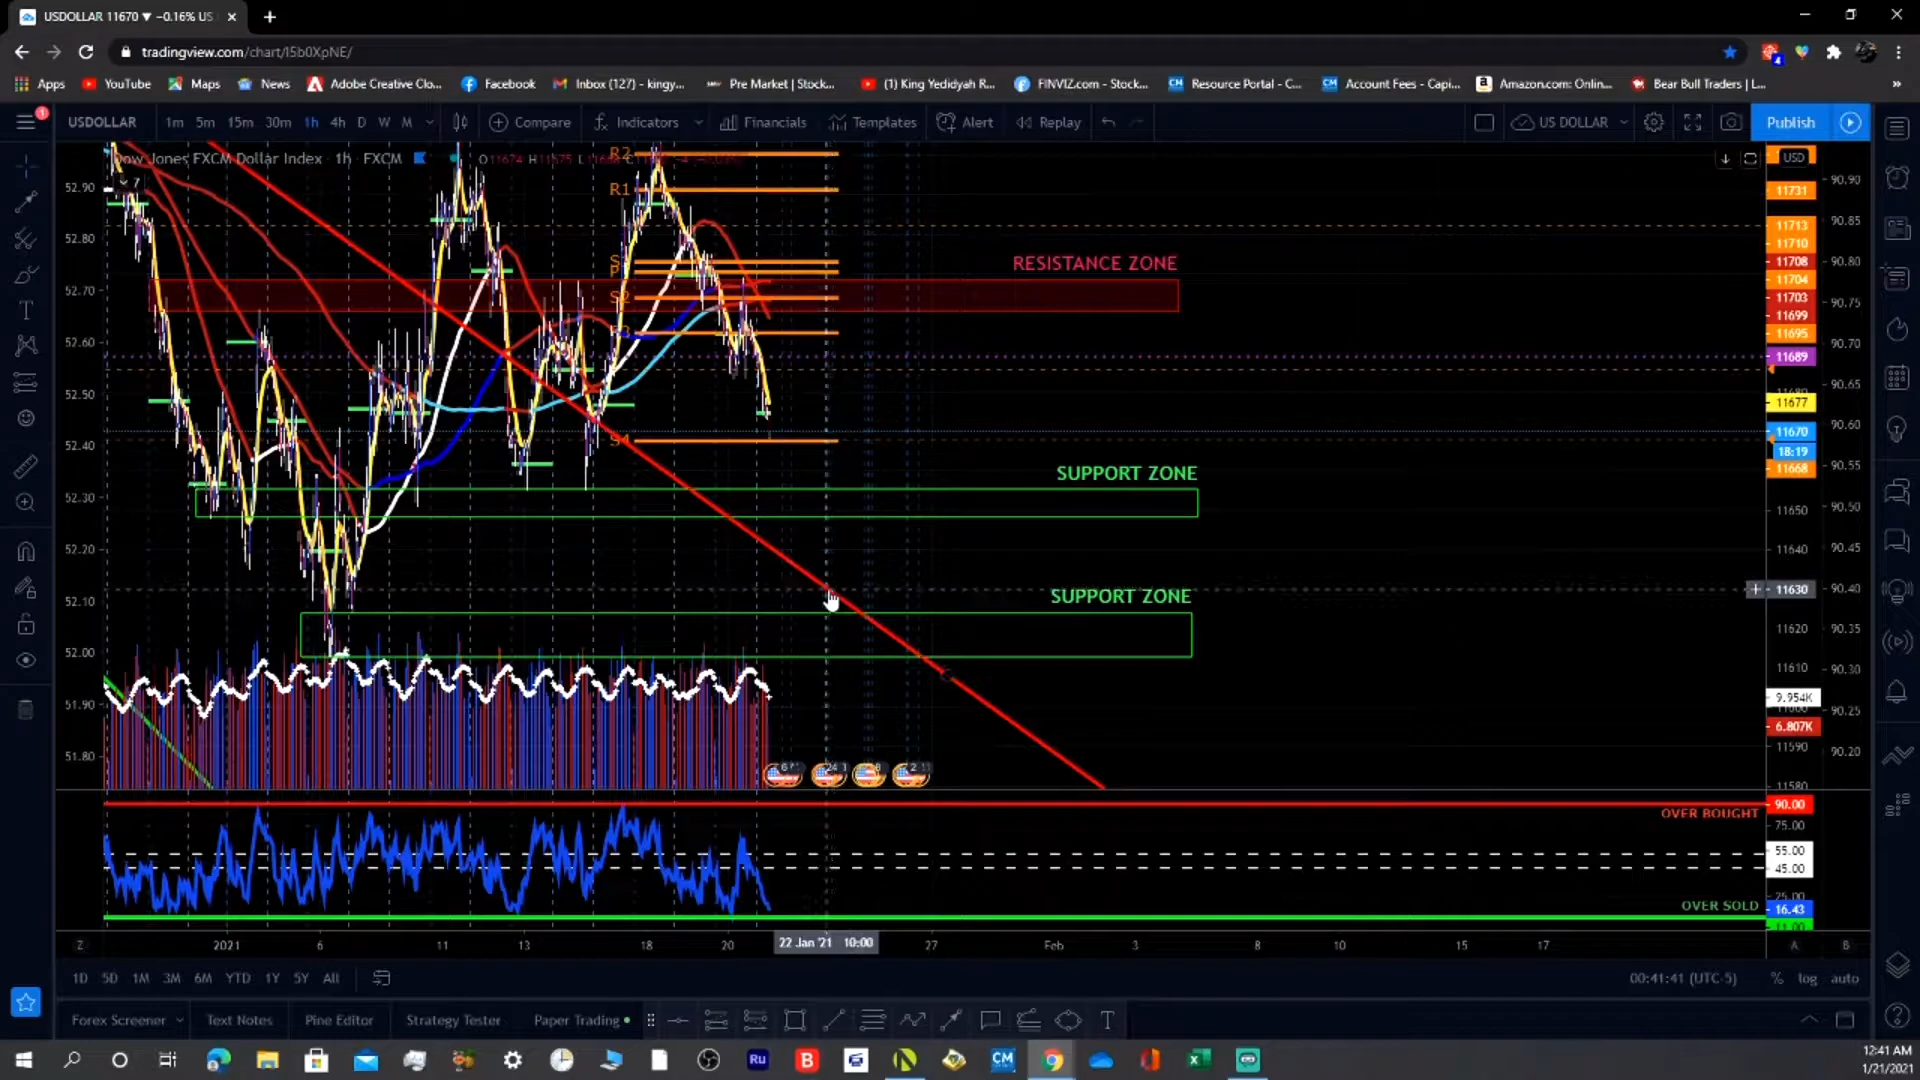 USDOLLAR 11670 ▼ −0.16% US
tradingview.com/chart/I5b0XpNE/
Apps YouTube Maps News Adobe Creative Clo... Facebook Inbox (127) - kingy... Pre Market | Stock... (1) King Yedidyah R... FINVIZ.com - Stock... Resource Portal - C... Account Fees - Capi... Amazon.com: Onlin... Bear Bull Traders | L... »
USDOLLAR 1m 5m 15m 30m 1h 4h D W M Compare Indicators Financials Templates Alert Replay US DOLLAR Publish
Dow Jones FXCM Dollar Index · 1h · FXCM
R2
USD
52.90 R1 11731 90.90
52.80 11713 90.85
11710
RESISTANCE ZONE 11708 90.80
52.70 11704
S2 11703 90.75
11699
52.60 11695 90.70
11689
52.50 90.65
11677
52.40 S4 11670 90.60
18:19
SUPPORT ZONE 11668 90.55
52.30
11650 90.50
52.20 11640 90.45
52.10 SUPPORT ZONE 11630 90.40
11620 90.35
52.00 11610 90.30
51.90 9.954K 90.25
11600
6.807K
51.80 11590 90.20
11580
OVER BOUGHT 90.00
75.00
55.00
45.00
25.00
OVER SOLD 16.43
11.00
Z 2021 6 11 13 18 20 22 Jan '21 10:00 27 Feb 3 8 10 15 17 A B
1D 5D 1M 3M 6M YTD 1Y 5Y All 00:41:41 (UTC-5) % log auto
Forex Screener Text Notes Pine Editor Strategy Tester Paper Trading
Ru B CM
12:41 AM
1/21/2021